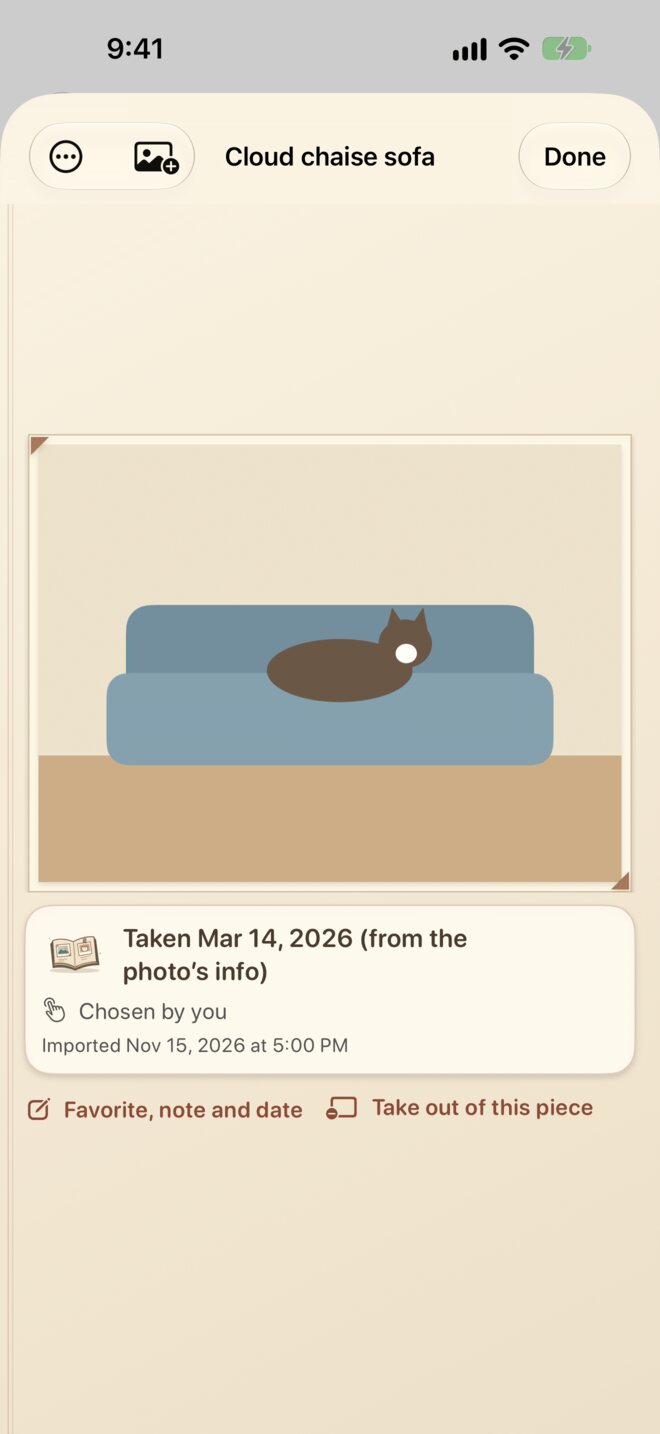 9:41
Cloud chaise sofa
Done
Taken Mar 14, 2026 (from the
photo’s info)
Chosen by you
Imported Nov 15, 2026 at 5:00 PM
Favorite, note and date
Take out of this piece